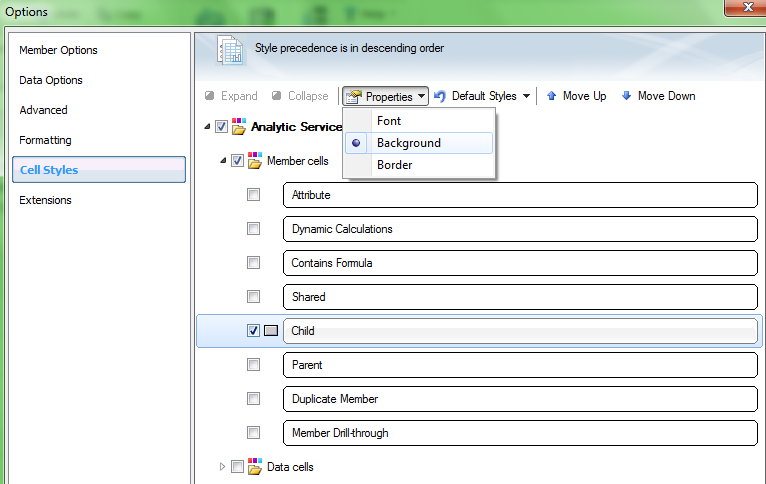 Options
Member Options
Data Options
Advanced
Formatting
Cell Styles
Extensions
Style precedence is in descending order
Expand Collapse Properties Default Styles Move Up Move Down
Font
Background
Border
Analytic Service
Member cells
Attribute
Dynamic Calculations
Contains Formula
Shared
Child
Parent
Duplicate Member
Member Drill-through
Data cells